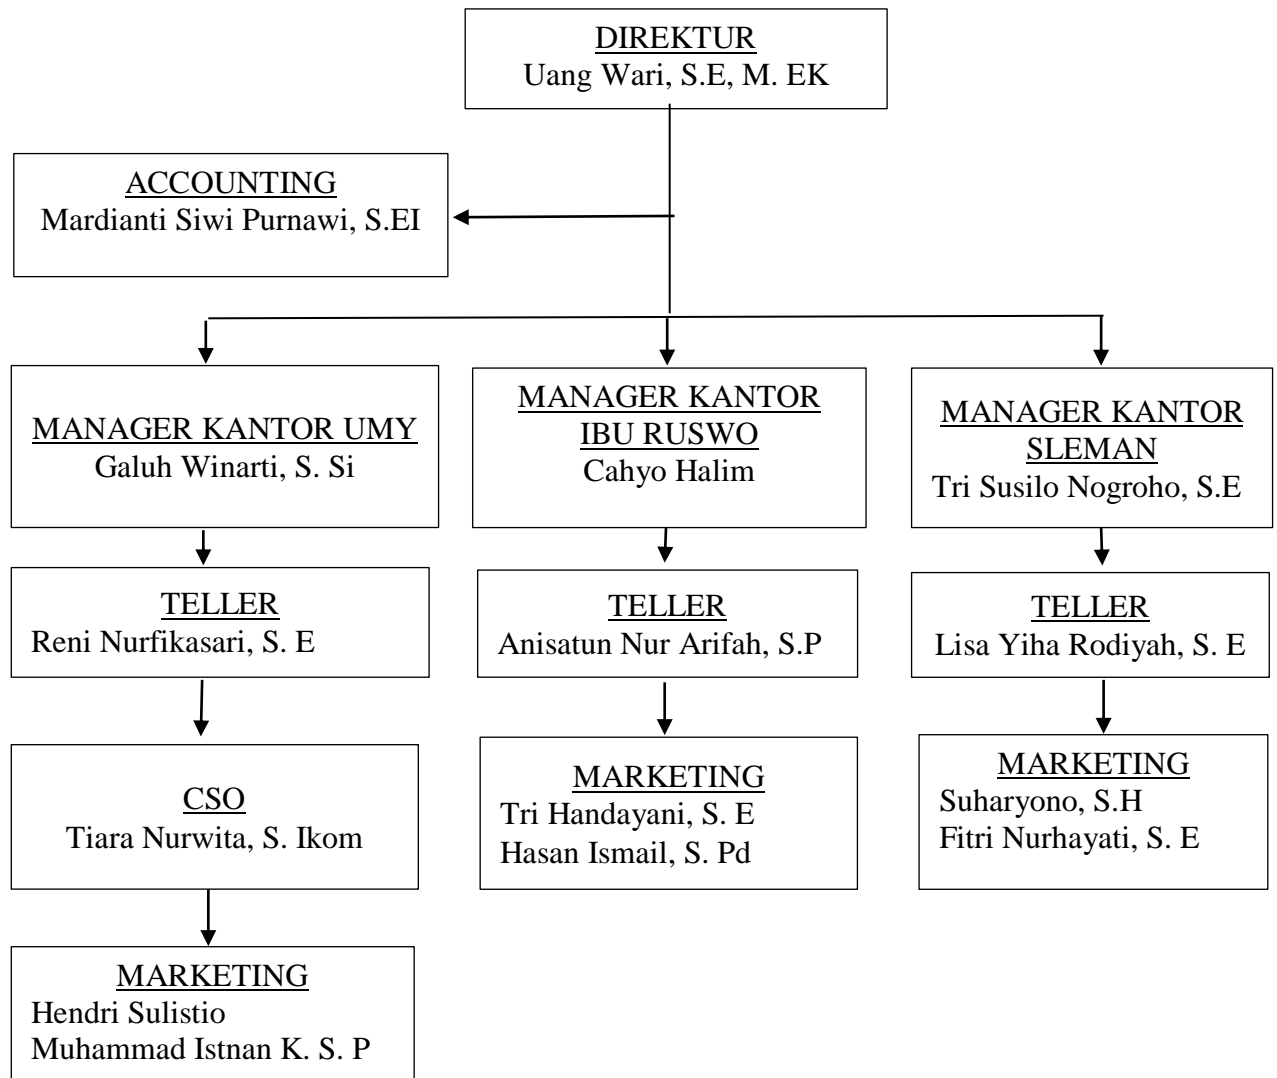 DIREKTUR
Uang Wari, S.E, M. EK
ACCOUNTING
Mardianti Siwi Purnawi, S.EI
MANAGER KANTOR UMY
Galuh Winarti, S. Si
MANAGER KANTOR
IBU RUSWO
Cahyo Halim
MANAGER KANTOR
SLEMAN
Tri Susilo Nogroho, S.E
TELLER
Reni Nurfikasari, S. E
TELLER
Anisatun Nur Arifah, S.P
TELLER
Lisa Yiha Rodiyah, S. E
CSO
Tiara Nurwita, S. Ikom
MARKETING
Tri Handayani, S. E
Hasan Ismail, S. Pd
MARKETING
Suharyono, S.H
Fitri Nurhayati, S. E
MARKETING
Hendri Sulistio
Muhammad Istnan K. S. P